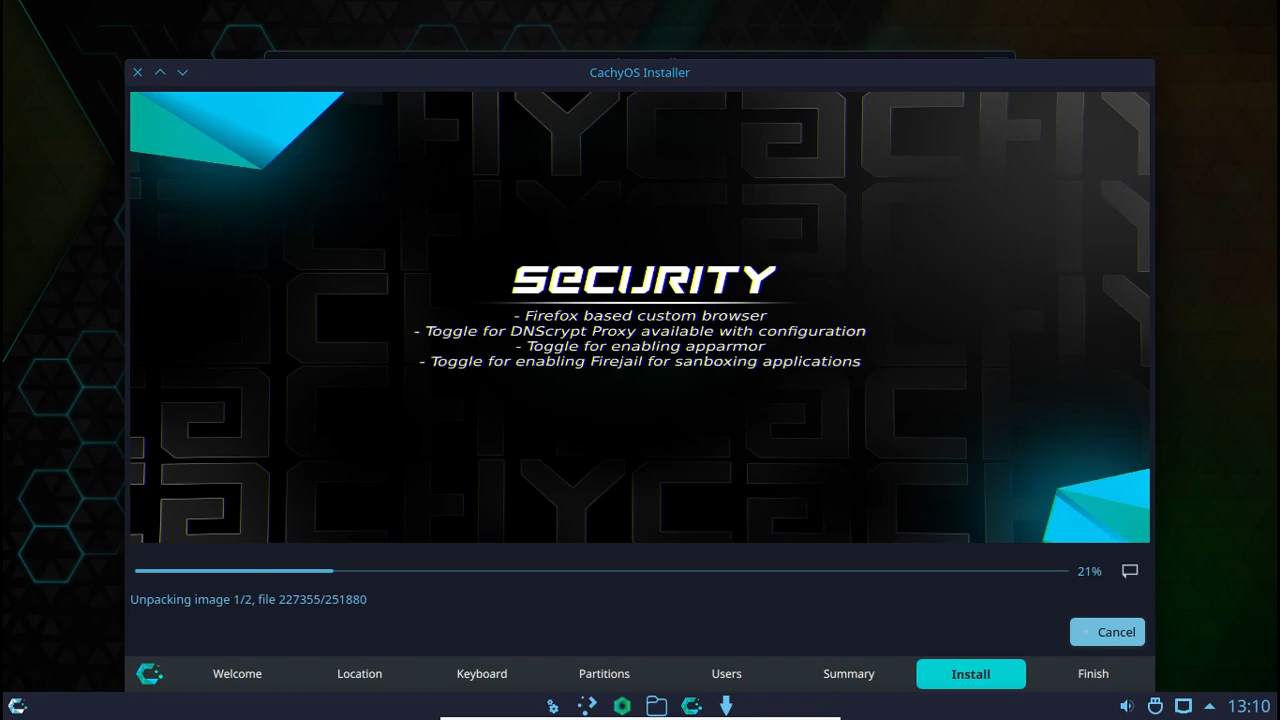 CachyOS Installer
SECURITY
- Firefox based custom browser
- Toggle for DNScrypt Proxy available with configuration
- Toggle for enabling apparmor
- Toggle for enabling Firejail for sanboxing applications
21%
Unpacking image 1/2, file 227355/251880
Cancel
Welcome Location Keyboard Partitions Users Summary Install Finish
13:10